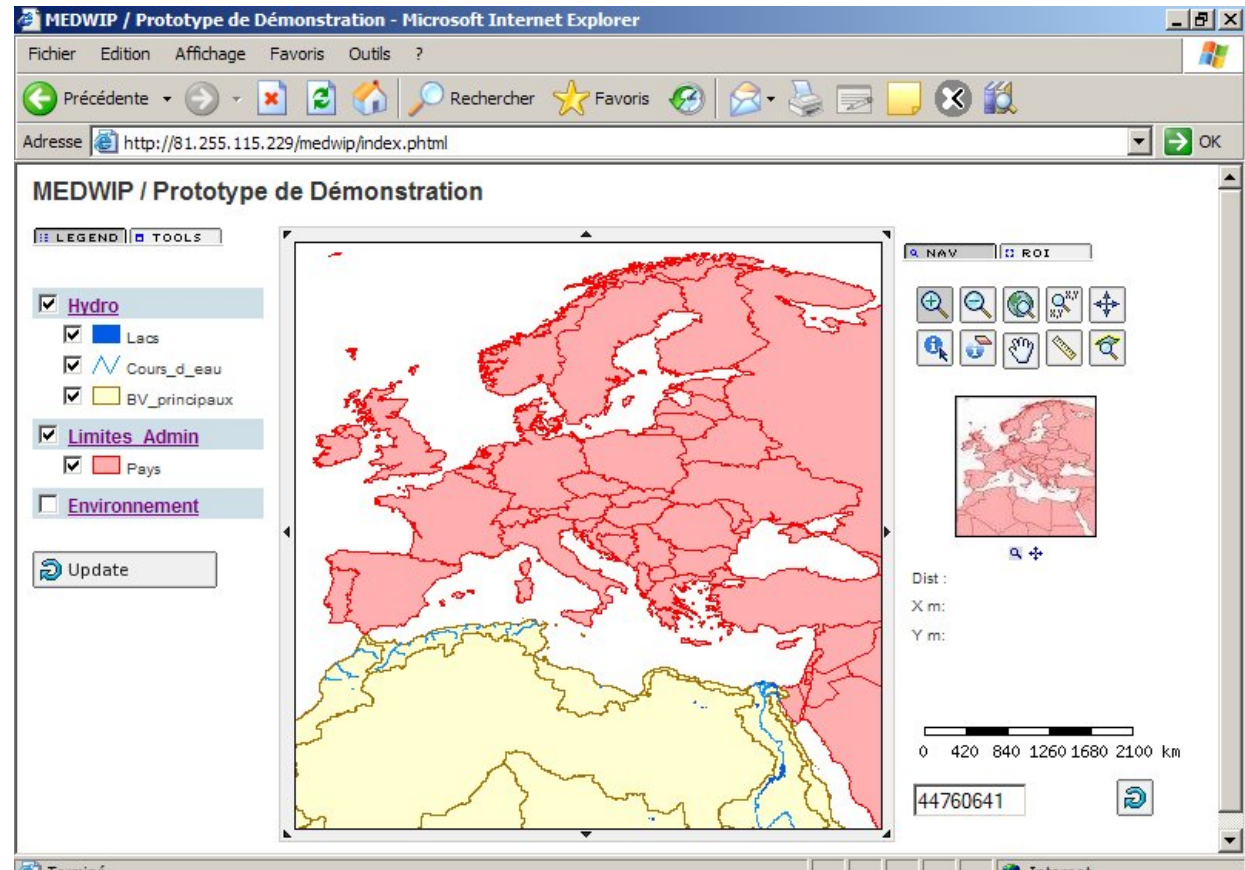 MEDWIP / Prototype de Démonstration - Microsoft Internet Explorer
Fichier Edition Affichage Favoris Outils ?
Précédente Rechercher Favoris
Adresse http://81.255.115.229/medwip/index.phtml OK
MEDWIP / Prototype de Démonstration
LEGEND TOOLS
NAV ROI
Hydro
Lacs
Cours_d_eau
BV_principaux
Limites_Admin
Pays
Environnement
Update
X,Y
X,Y
Dist :
X m:
Y m:
0 420 840 1260 1680 2100 km
44760641